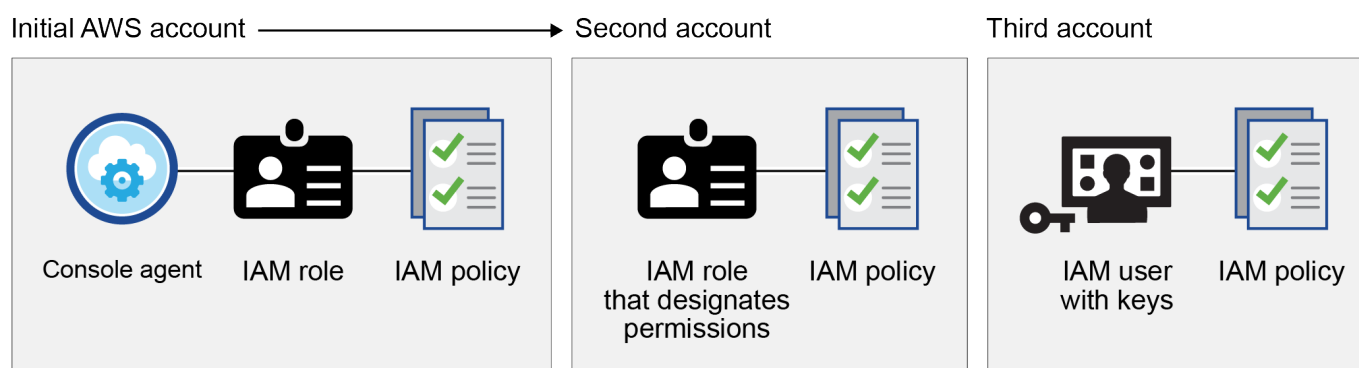 Initial AWS account
Second account
Third account
Console agent
IAM role
IAM policy
IAM role
that designates
permissions
IAM policy
IAM user
with keys
IAM policy